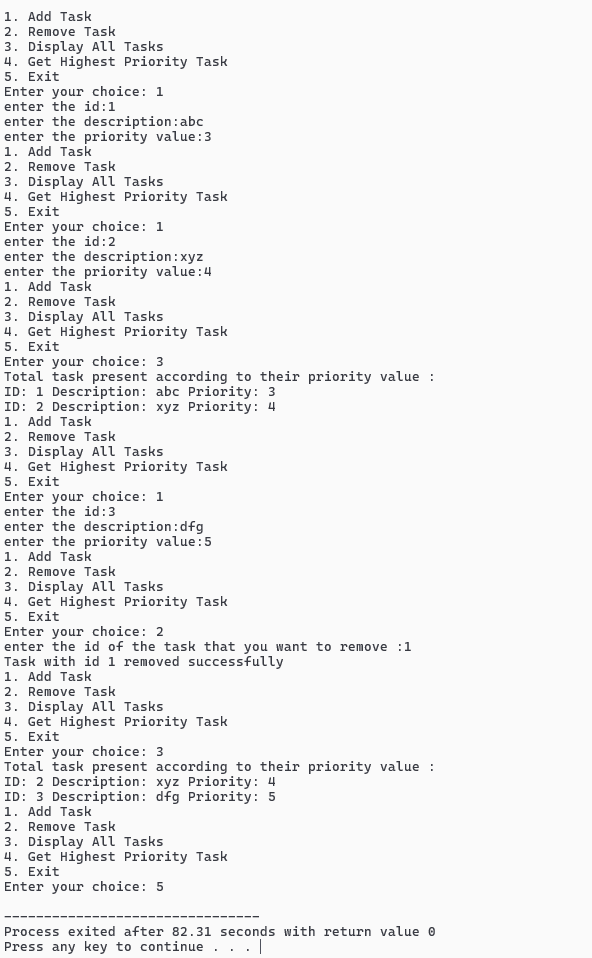 1. Add Task
2. Remove Task
3. Display All Tasks
4. Get Highest Priority Task
5. Exit
Enter your choice: 1
enter the id:1
enter the description:abc
enter the priority value:3
1. Add Task
2. Remove Task
3. Display All Tasks
4. Get Highest Priority Task
5. Exit
Enter your choice: 1
enter the id:2
enter the description:xyz
enter the priority value:4
1. Add Task
2. Remove Task
3. Display All Tasks
4. Get Highest Priority Task
5. Exit
Enter your choice: 3
Total task present according to their priority value :
ID: 1 Description: abc Priority: 3
ID: 2 Description: xyz Priority: 4
1. Add Task
2. Remove Task
3. Display All Tasks
4. Get Highest Priority Task
5. Exit
Enter your choice: 1
enter the id:3
enter the description:dfg
enter the priority value:5
1. Add Task
2. Remove Task
3. Display All Tasks
4. Get Highest Priority Task
5. Exit
Enter your choice: 2
enter the id of the task that you want to remove :1
Task with id 1 removed successfully
1. Add Task
2. Remove Task
3. Display All Tasks
4. Get Highest Priority Task
5. Exit
Enter your choice: 3
Total task present according to their priority value :
ID: 2 Description: xyz Priority: 4
ID: 3 Description: dfg Priority: 5
1. Add Task
2. Remove Task
3. Display All Tasks
4. Get Highest Priority Task
5. Exit
Enter your choice: 5
--------------------------------
Process exited after 82.31 seconds with return value 0
Press any key to continue . . .